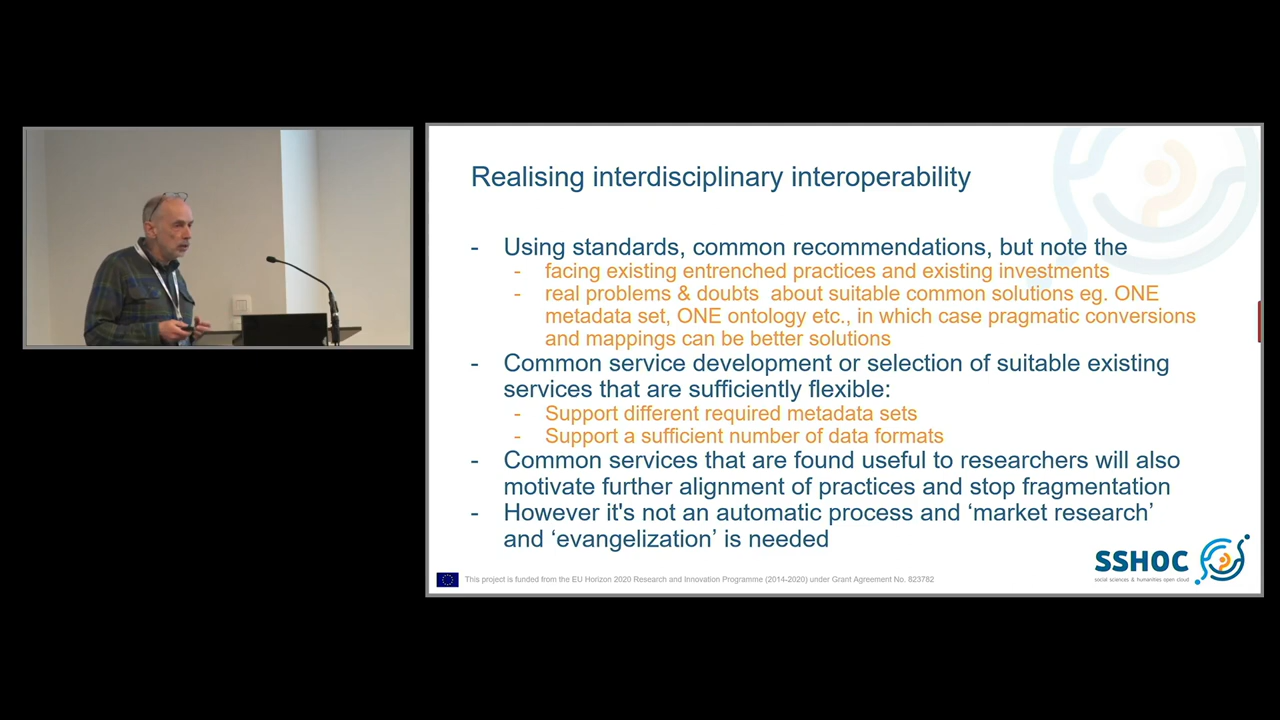 Realising interdisciplinary interoperability
- Using standards, common recommendations, but note the
- facing existing entrenched practices and existing investments
- real problems & doubts about suitable common solutions eg. ONE
metadata set, ONE ontology etc., in which case pragmatic conversions
and mappings can be better solutions
- Common service development or selection of suitable existing
services that are sufficiently flexible:
- Support different required metadata sets
- Support a sufficient number of data formats
- Common services that are found useful to researchers will also
motivate further alignment of practices and stop fragmentation
- However it's not an automatic process and ‘market research’
and ‘evangelization’ is needed
SSHOC
social sciences & humanities open cloud
This project is funded from the EU Horizon 2020 Research and Innovation Programme (2014-2020) under Grant Agreement No. 823782